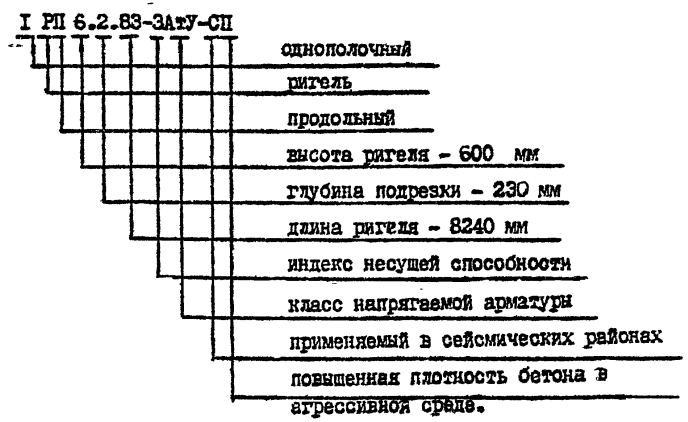 I РП 6.2.83-3АтУ-СП
однополочный
ригель
продольный
высота ригеля - 600 мм
глубина подрезки - 230 мм
длина ригеля - 8240 мм
индекс несушей способности
класс напрягаемой арматуры
применяемый в сейсмических районах
повышенная плотность бетона в
агрессивной среде.